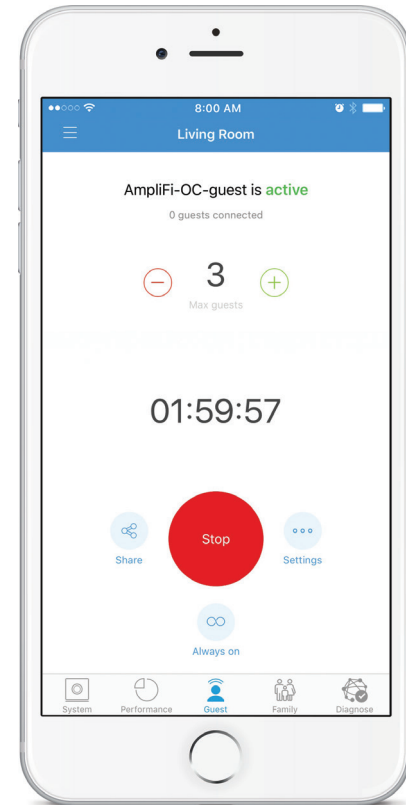 8:00 AM
Living Room
AmpliFi-OC-guest is active
0 guests connected
3
Max guests
01:59:57
Share
Stop
Settings
Always on
System Performance Guest Family Diagnose